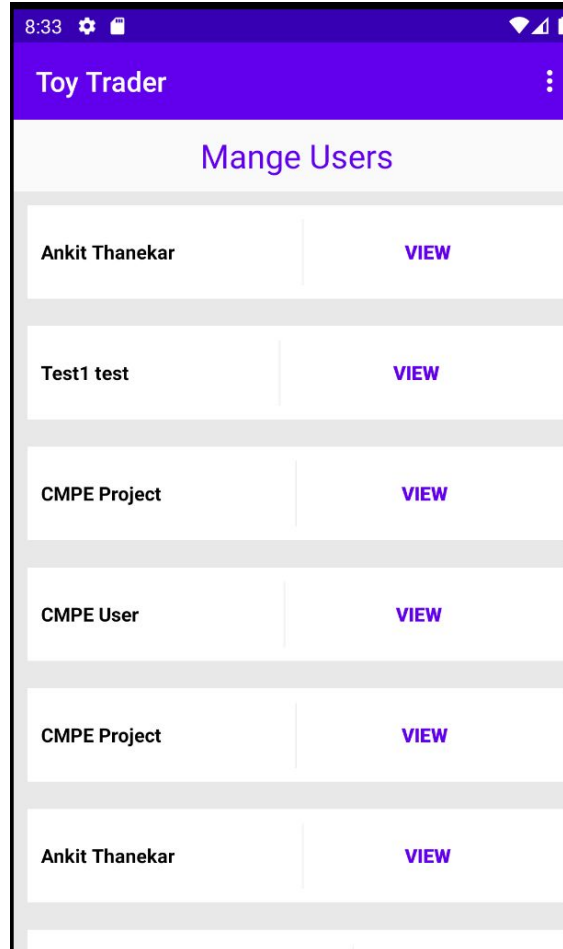 8:33
Toy Trader
Mange Users
Ankit Thanekar VIEW
Test1 test VIEW
CMPE Project VIEW
CMPE User VIEW
CMPE Project VIEW
Ankit Thanekar VIEW